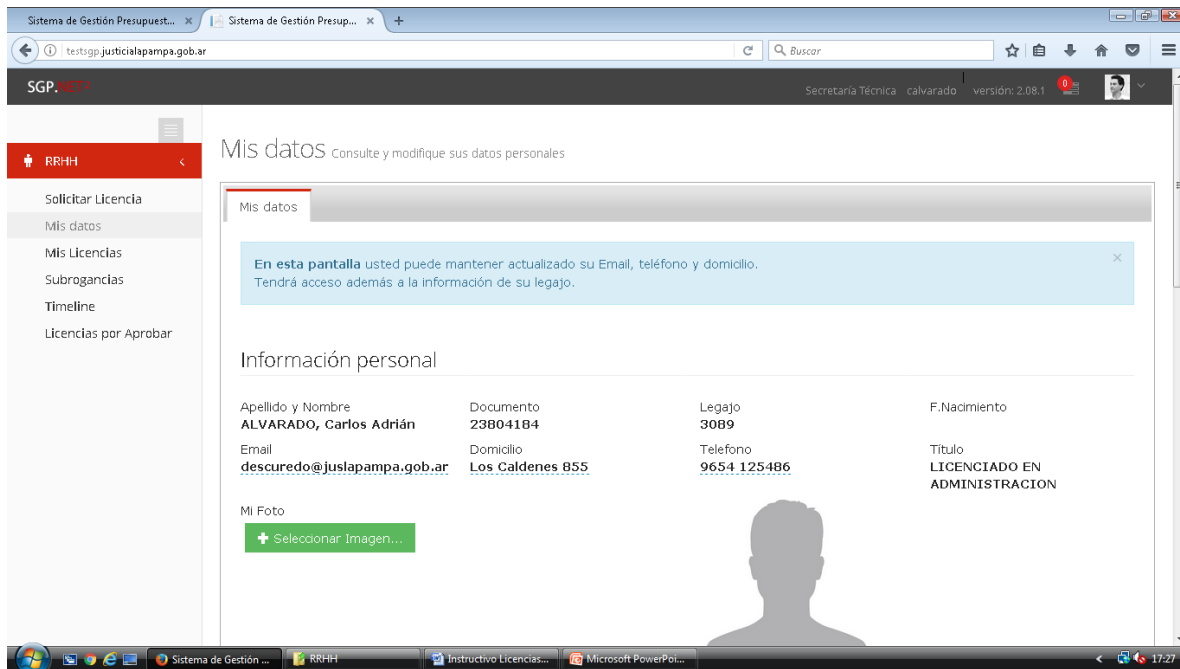 Sistema de Gestión Presupuest...
Sistema de Gestión Presup...
testsgp.justicialapampa.gob.ar
Buscar
SGP.NET2
Secretaría Técnica calvarado versión: 2.08.1 0
RRHH
Solicitar Licencia
Mis datos
Mis Licencias
Subrogancias
Timeline
Licencias por Aprobar
Mis datos Consulte y modifique sus datos personales
Mis datos
En esta pantalla usted puede mantener actualizado su Email, teléfono y domicilio.
Tendrá acceso además a la información de su legajo.
Información personal
Apellido y Nombre Documento Legajo F.Nacimiento
ALVARADO, Carlos Adrián 23804184 3089
Email Domicilio Telefono Título
descuredo@juslapampa.gob.ar Los Caldenes 855 9654 125486 LICENCIADO EN
ADMINISTRACION
Mi Foto
Seleccionar Imagen...
Sistema de Gestión ... RRHH Instructivo Licencias... Microsoft PowerPoi... 17:27